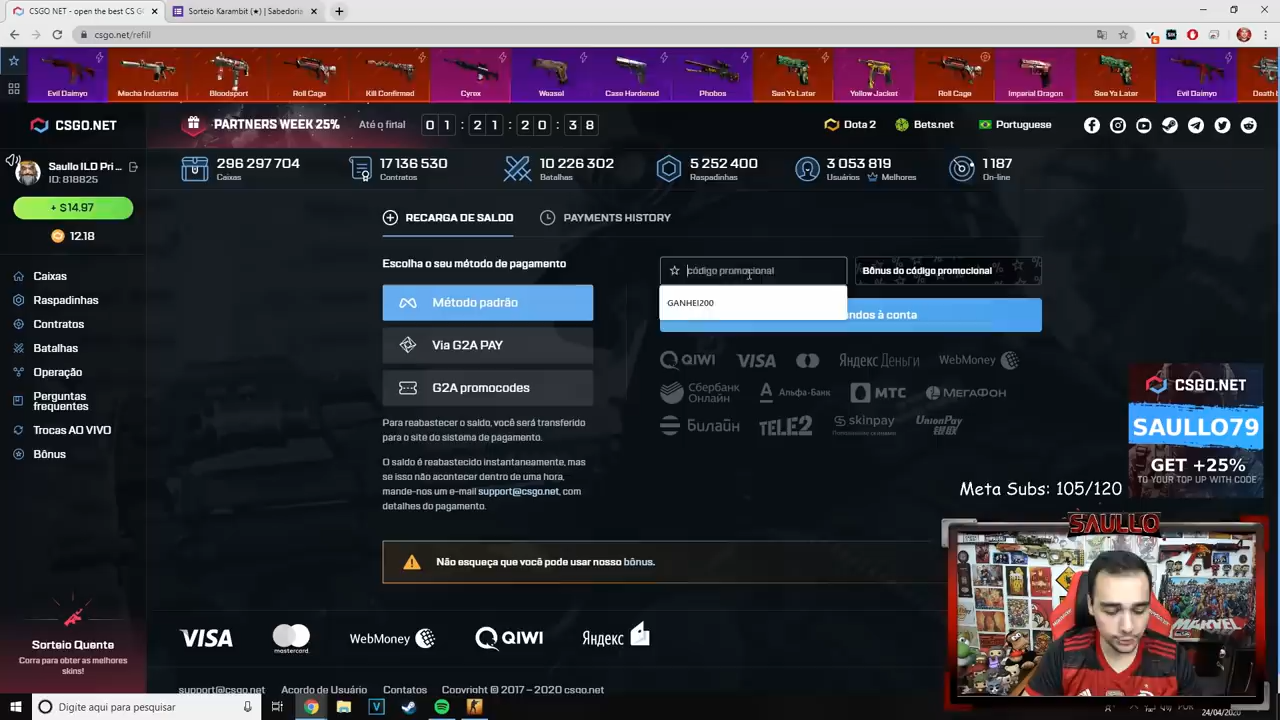 CSGO NET - open the best CS G
Sorteio Karambit (★) | Sabedoria
csgo.net/refill
Evil Daimyo
Mecha Industries
Bloodsport
Roll Cage
Kill Confirmed
Cyrex
Weasel
Case Hardened
Phobos
See Ya Later
Yellow Jacket
Roll Cage
Imperial Dragon
See Ya Later
Evil Daimyo
CSGO.NET
PARTNERS WEEK 25%
Até o firtal
0 1 : 2 1 : 2 0 : 3 8
Dota 2
Bets.net
Portuguese
Saullo ILD Pri ...
ID: 818825
296 297 704
Caixas
17 136 530
Contratos
10 226 302
Batalhas
5 252 400
Raspadinhas
3 053 819
Usuários
Melhores
1 187
On-line
+ $14.97
12.18
RECARGA DE SALDO
PAYMENTS HISTORY
Caixas
Raspadinhas
Contratos
Batalhas
Operação
Perguntas
frequentes
Trocas AO VIVO
Bônus
Escolha o seu método de pagamento
Método padrão
Via G2A PAY
G2A promocodes
Para reabastecer o saldo, você será transferido
para o site do sistema de pagamento.
O saldo é reabastecido instantaneamente, mas
se isso não acontecer dentro de uma hora,
mande-nos um e-mail support@csgo.net, com
detalhes do pagamento.
código promocional
Bônus do código promocional
GANHEI200
ndos à conta
QIWI
VISA
Яндекс Деньги
WebMoney
Сбербанк
Онлайн
Альфа-Банк
МТС
МЕГАФОН
Билайн
TELE2
skinpay
UnionPay
银联
CSGO.NET
SAULLO79
GET +25%
TO YOUR TOP UP WITH CODE
Meta Subs: 105/120
SAULLO
MARVEL
Não esqueça que você pode usar nosso bônus.
Sorteio Quente
Corra para obter as melhores
skins!
VISA
mastercard
WebMoney
QIWI
Яндекс
support@csgo.net
Acordo de Usuário
Contatos
Copyright © 2017 – 2020 csgo.net
Digite aqui para pesquisar
24/04/2020